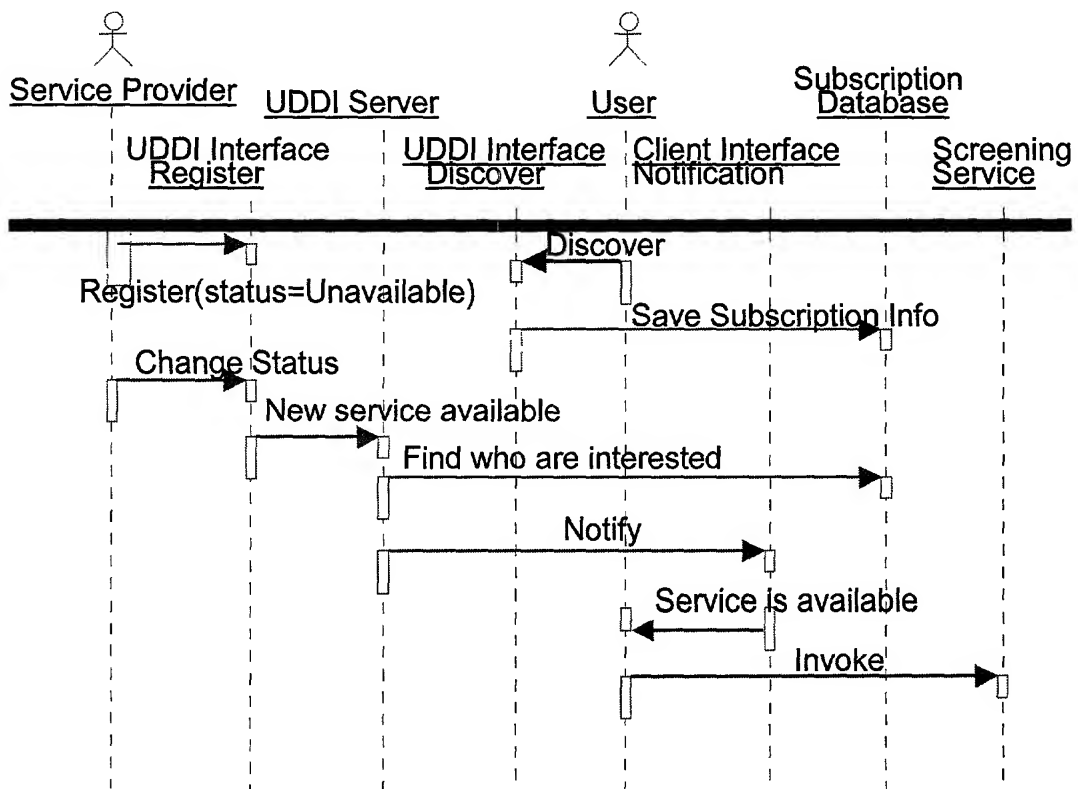 Service Provider
UDDI Server
User
Subscription
Database
UDDI Interface
Register
UDDI Interface
Discover
Client Interface
Notification
Screening
Service
Discover
Register(status=Unavailable)
Save Subscription Info
Change Status
New service available
Find who are interested
Notify
Service is available
Invoke